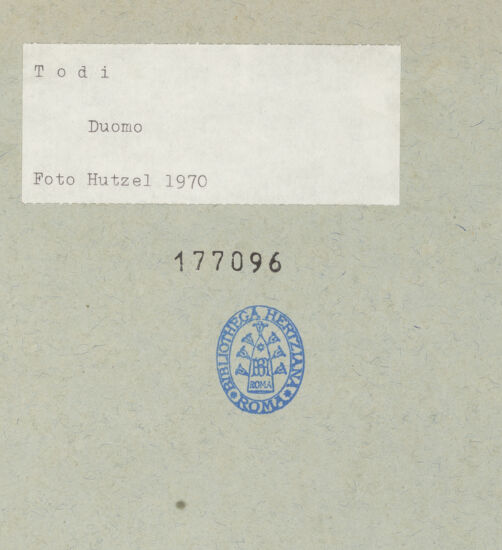 T o d i
Duomo
Foto Hutzel 1970
177096
BIBLIOTHECA HERTZIANA
ROMA
ROMA